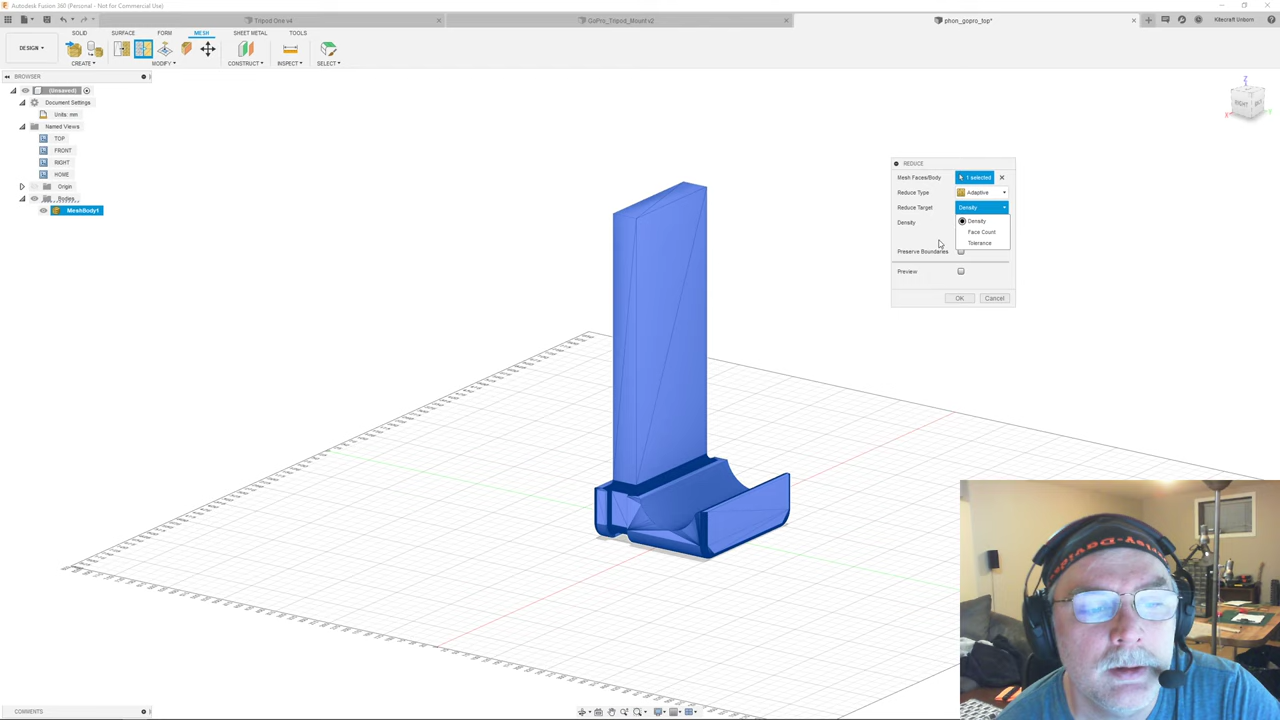 Autodesk Fusion 360 (Personal - Not for Commercial Use)
Tripod One v4
GoPro_Tripod_Mount v2
phon_gopro_top*
Kitecraft Unborn
DESIGN
SOLID SURFACE FORM MESH SHEET METAL TOOLS
CREATE MODIFY CONSTRUCT INSPECT SELECT
BROWSER
(Unsaved)
Document Settings
Units: mm
Named Views
TOP
FRONT
RIGHT
HOME
Origin
Bodies
MeshBody1
Z
RIGHT
X
REDUCE
Mesh Faces/Body 1 selected
Reduce Type Adaptive
Reduce Target Density
Density
Density
Face Count
Tolerance
Preserve Boundaries
Preview
OK Cancel
COMMENTS